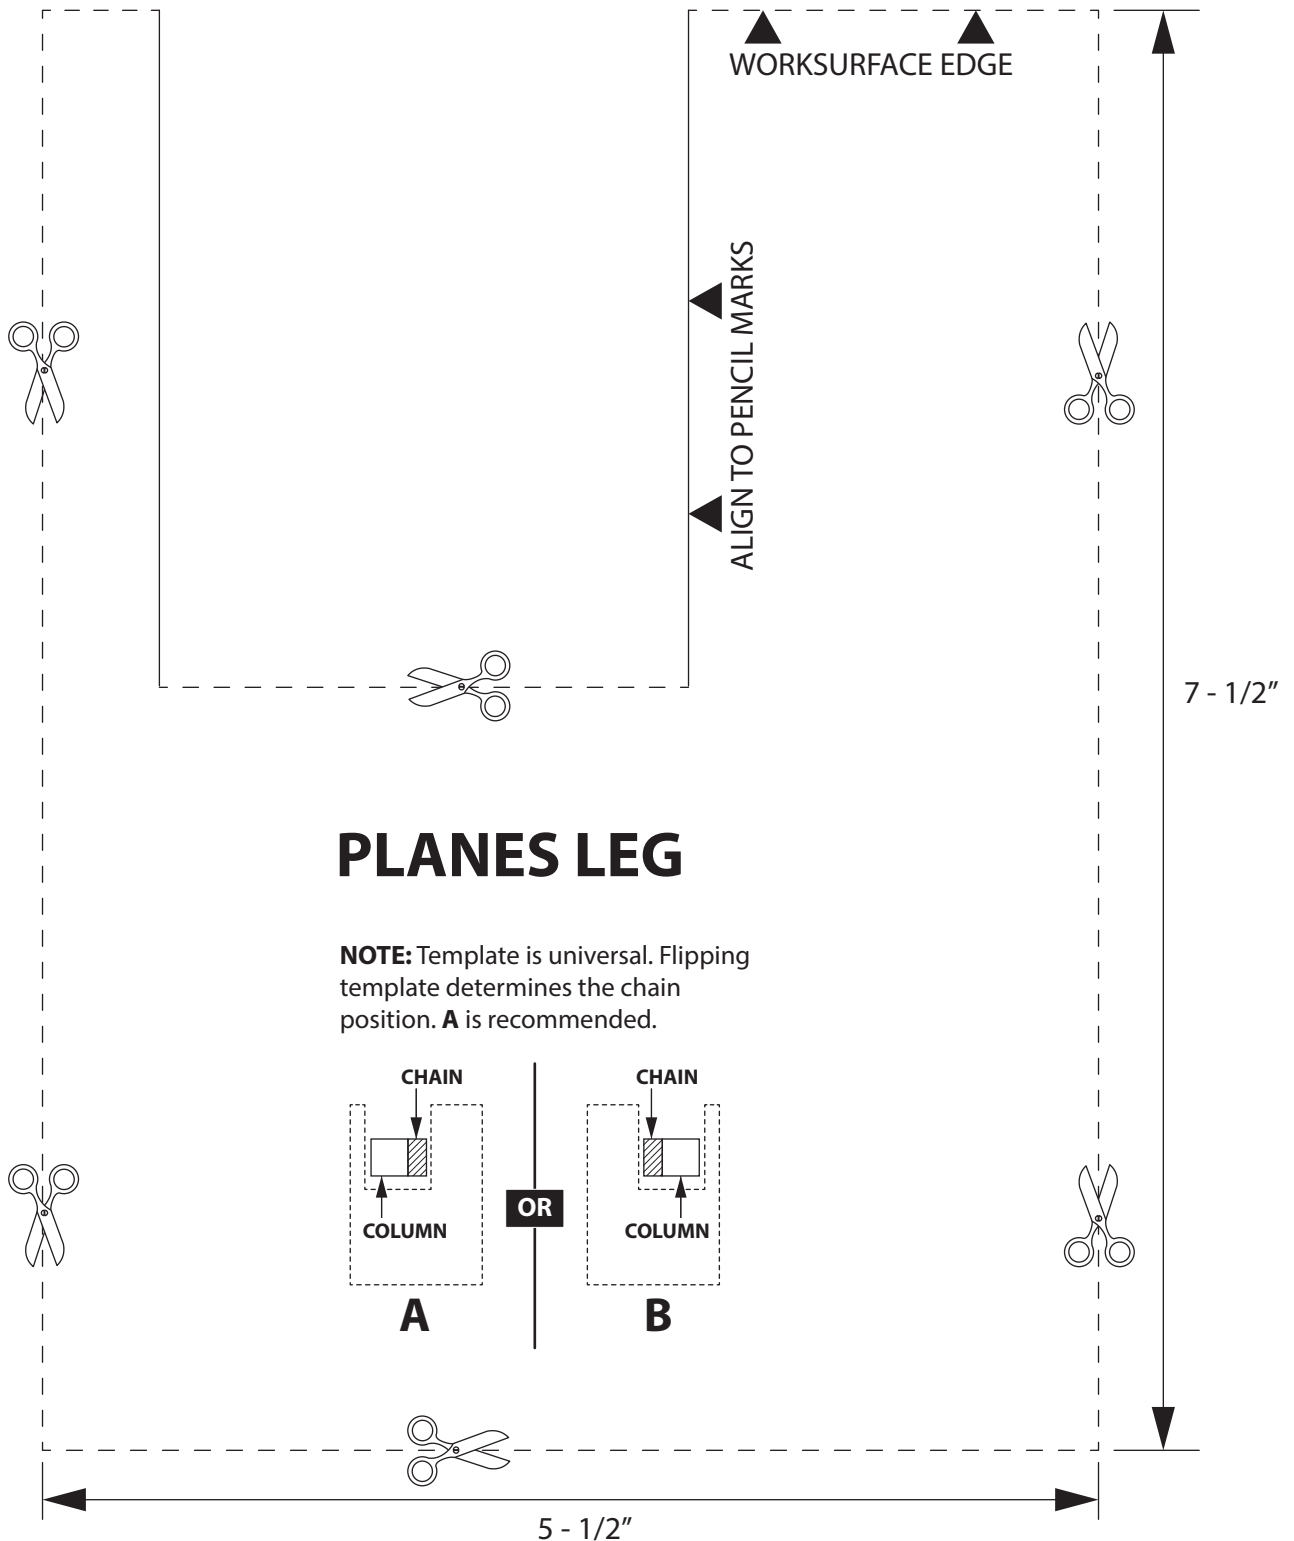 WORKSURFACE EDGE
ALIGN TO PENCIL MARKS
7 - 1/2”
PLANES LEG
NOTE: Template is universal. Flipping
template determines the chain
position. A is recommended.
CHAIN
COLUMN
A
OR
CHAIN
COLUMN
B
5 - 1/2”